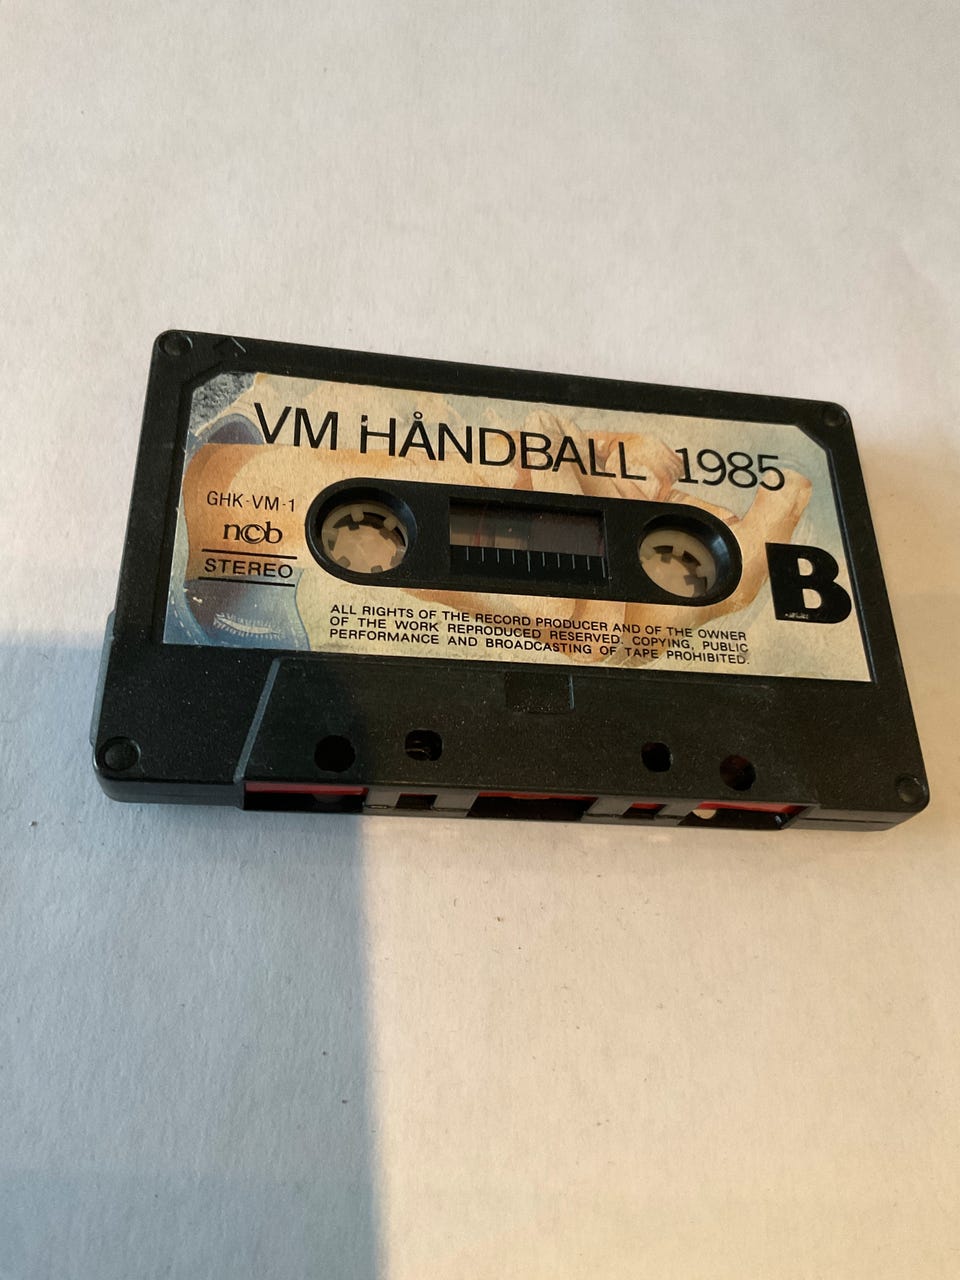 VM HÅNDBALL 1985
GHK-VM-1
n©b
STEREO
B
ALL RIGHTS OF THE RECORD PRODUCER AND OF THE OWNER
OF THE WORK REPRODUCED RESERVED. COPYING, PUBLIC
PERFORMANCE AND BROADCASTING OF TAPE PROHIBITED.